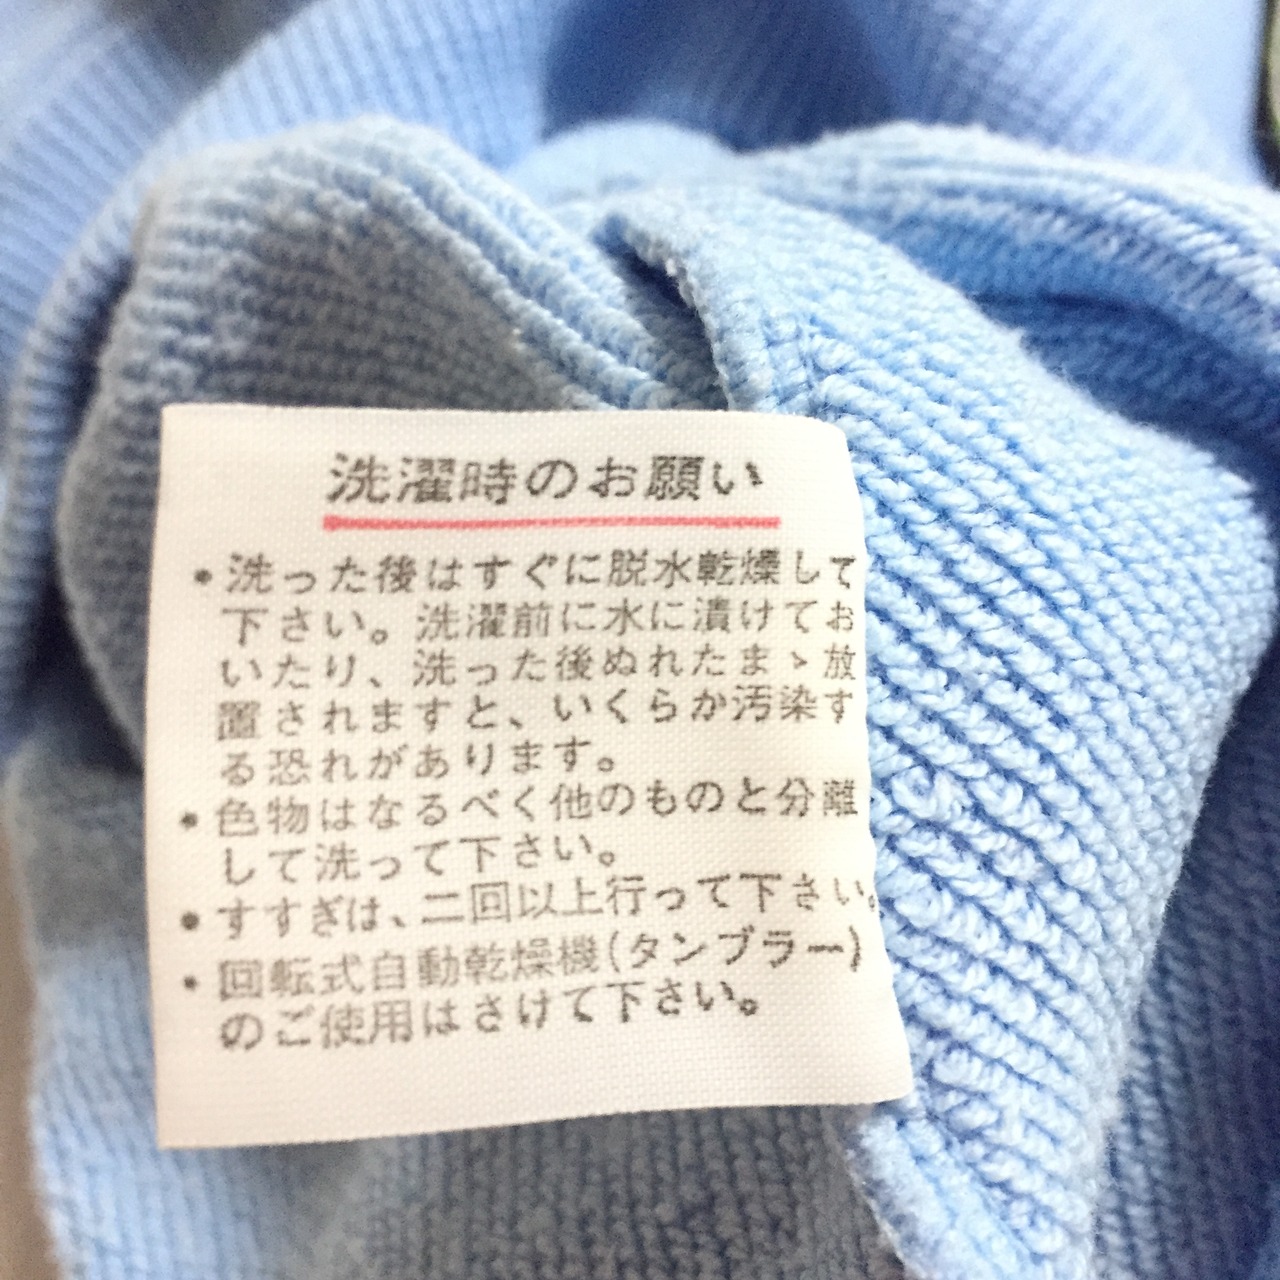 洗濯時のお願い
• 洗った後はすぐに脱水乾燥して
下さい。洗濯前に水に漬けてお
いたり、洗った後ぬれたまゝ放
置されますと、いくらか汚染す
る恐れがあります。
• 色物はなるべく他のものと分離
して洗って下さい。
• すすぎは、二回以上行って下さい。
• 回転式自動乾燥機(タンブラー)
のご使用はさけて下さい。